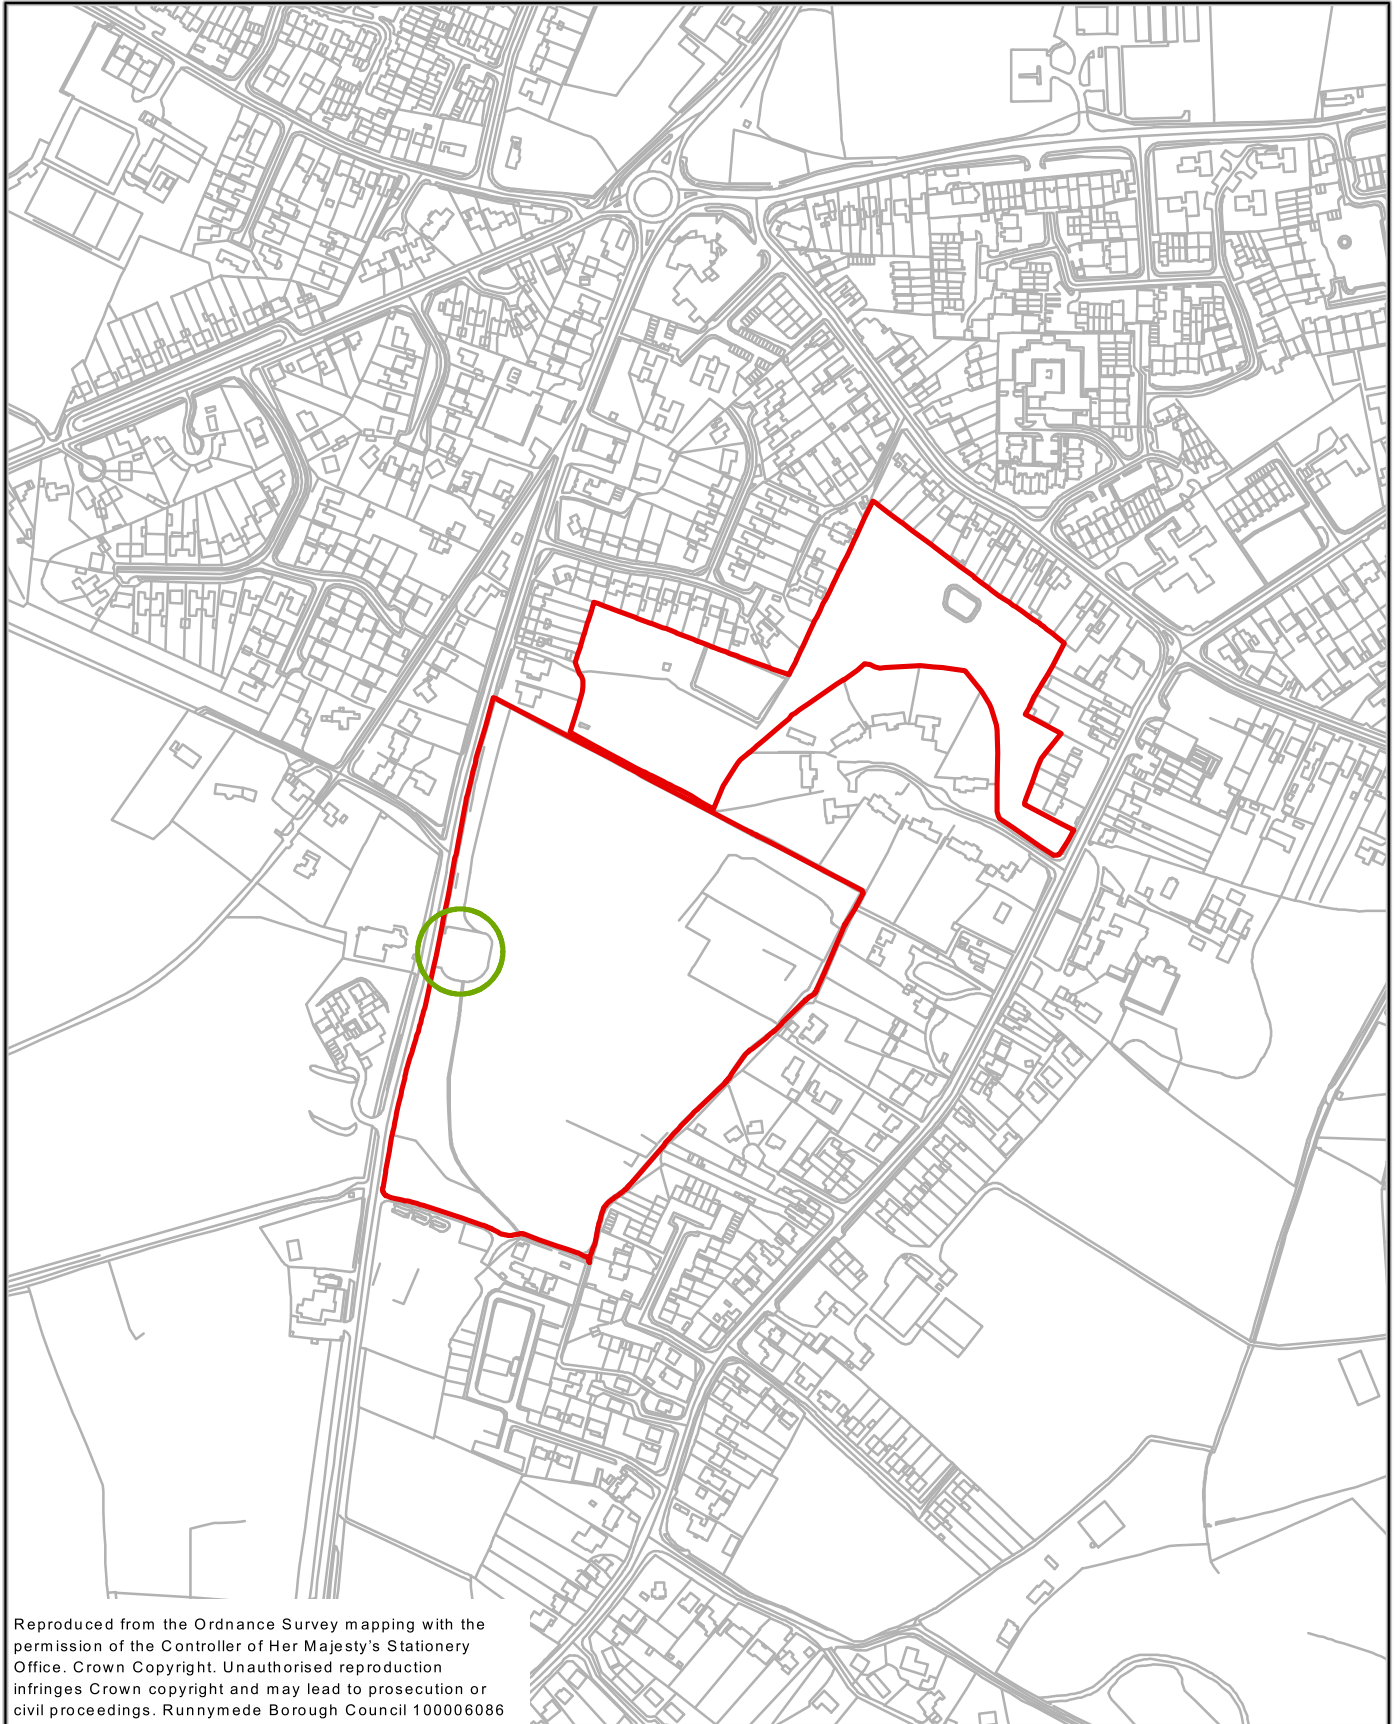 Reproduced from the Ordnance Survey mapping with the
permission of the Controller of Her Majesty’s Stationery
Office. Crown Copyright. Unauthorised reproduction
infringes Crown copyright and may lead to prosecution or
civil proceedings. Runnymede Borough Council 100006086